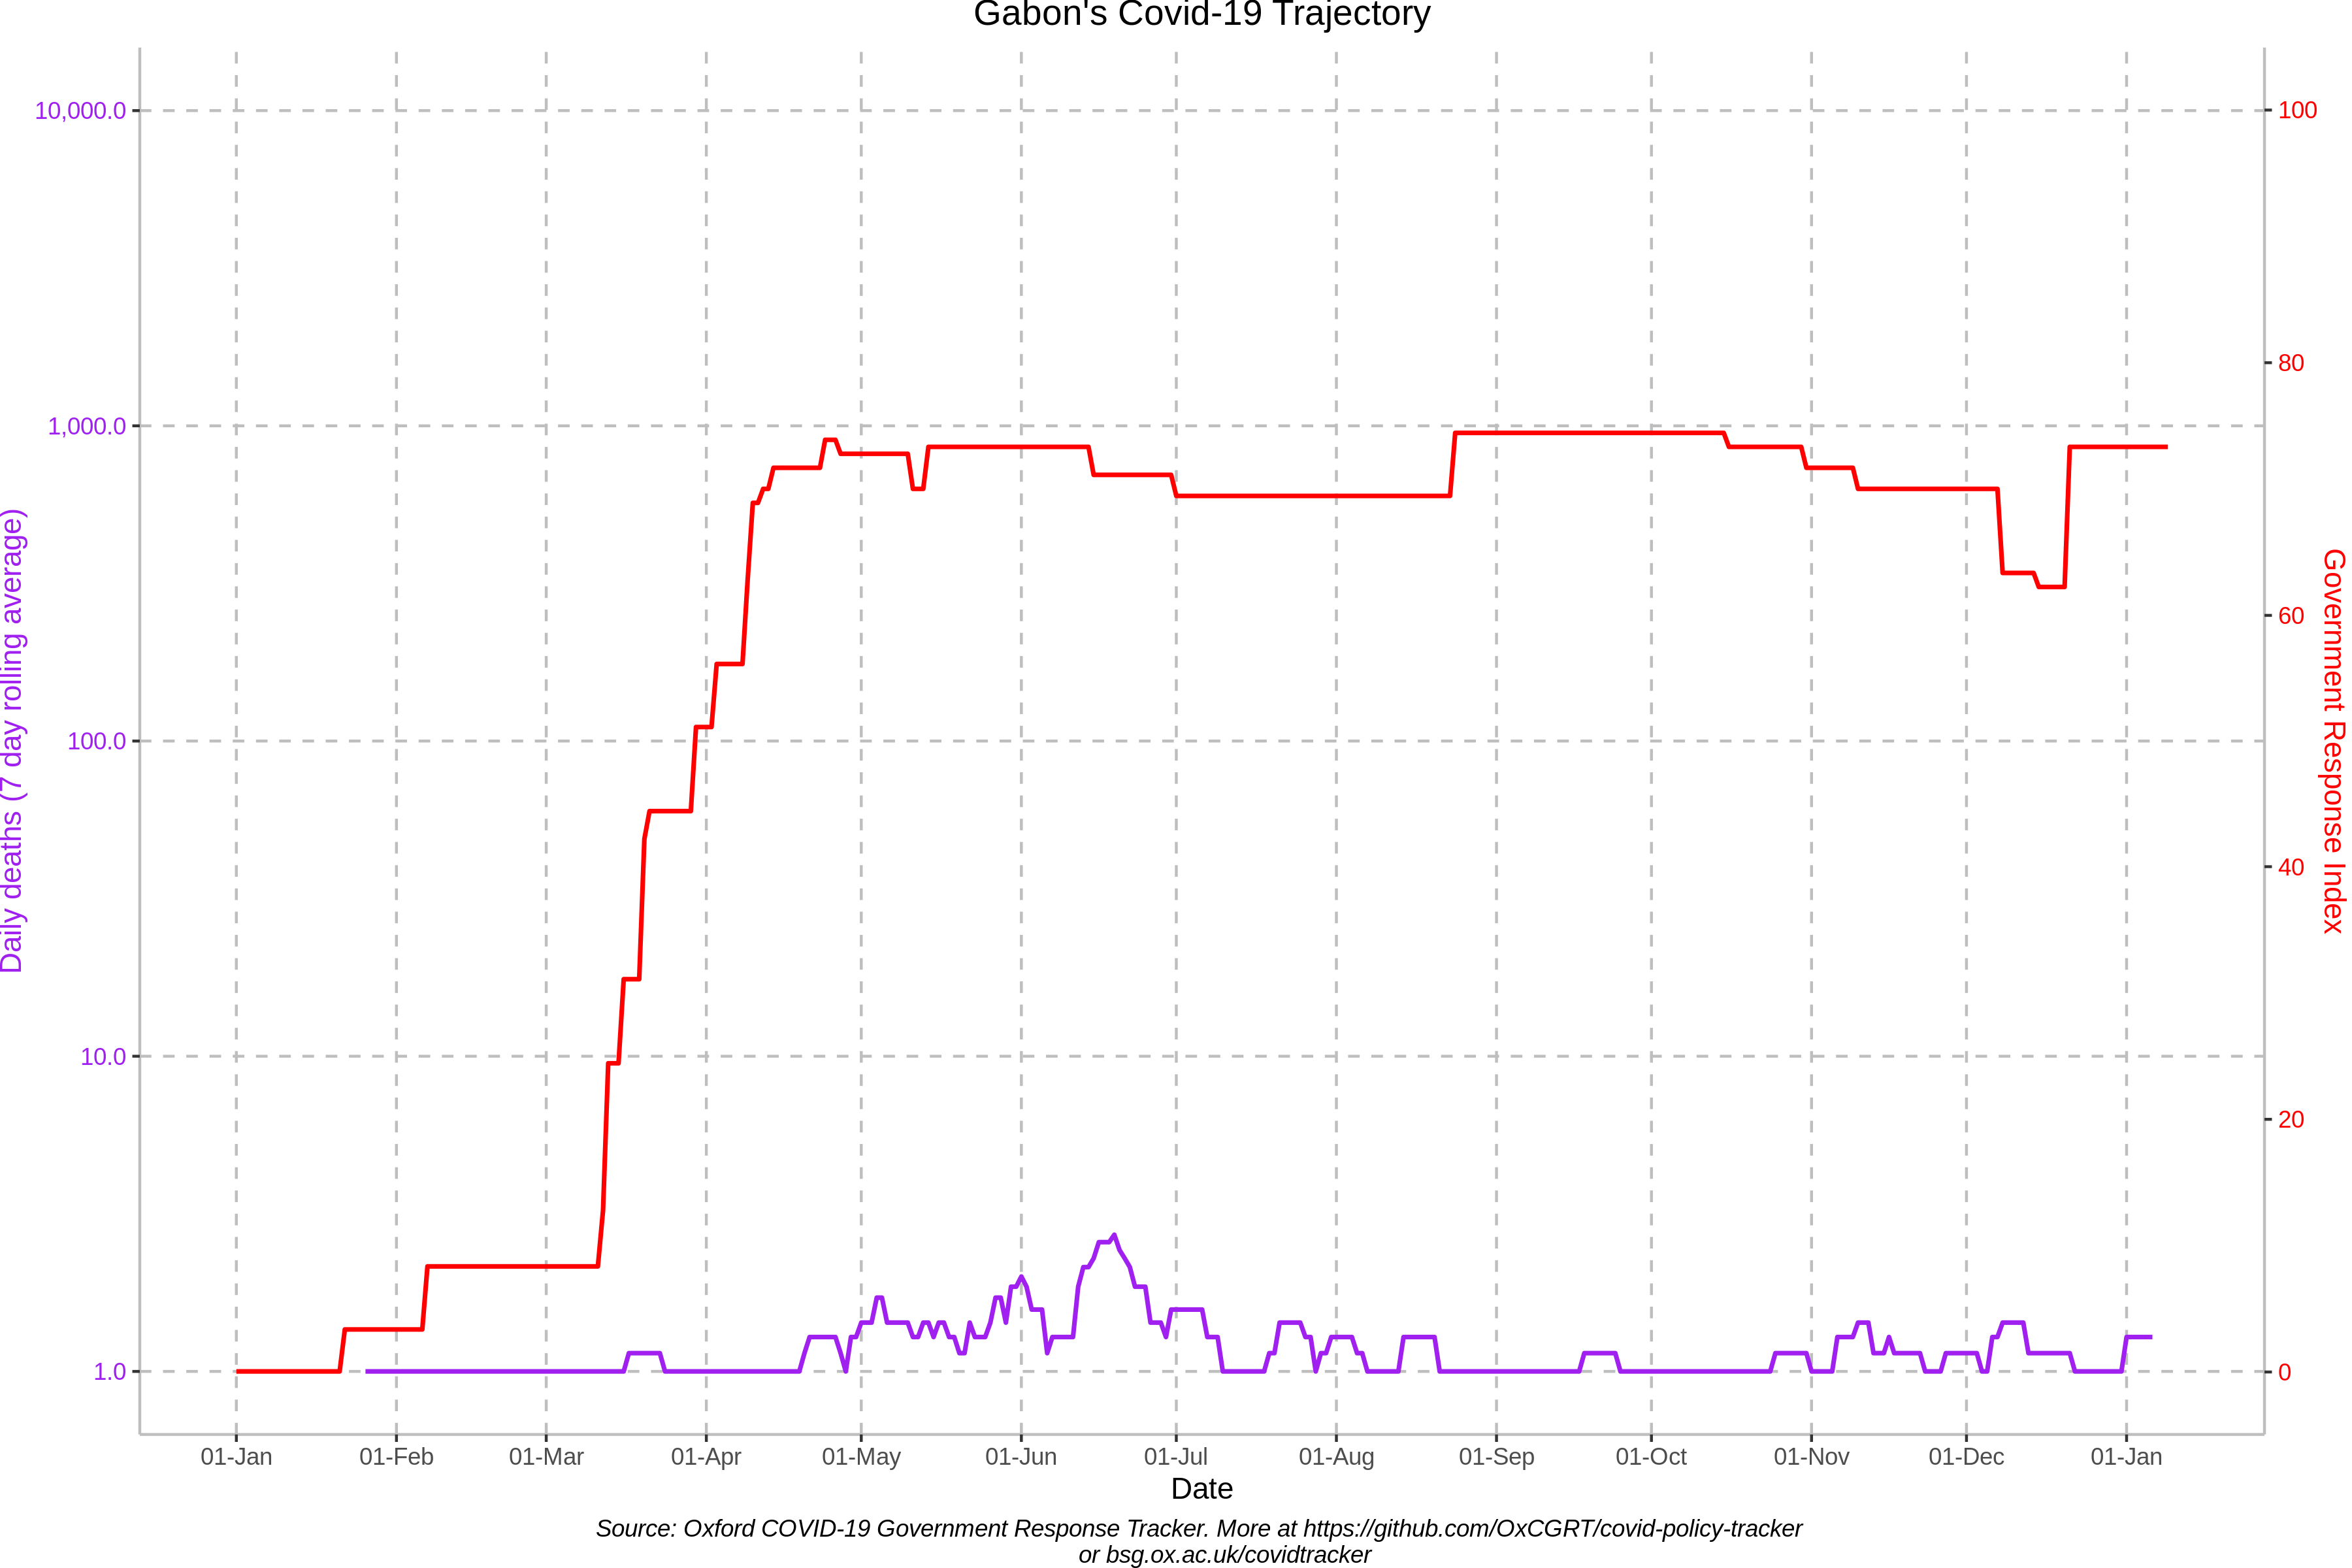 Gabon's Covid-19 Trajectory
10,000.0
1,000.0
100.0
10.0
1.0
Daily deaths (7 day rolling average)
100
80
60
40
20
0
Government Response Index
01-Jan 01-Feb 01-Mar 01-Apr 01-May 01-Jun 01-Jul 01-Aug 01-Sep 01-Oct 01-Nov 01-Dec 01-Jan
Date
Source: Oxford COVID-19 Government Response Tracker. More at https://github.com/OxCGRT/covid-policy-tracker
or bsg.ox.ac.uk/covidtracker